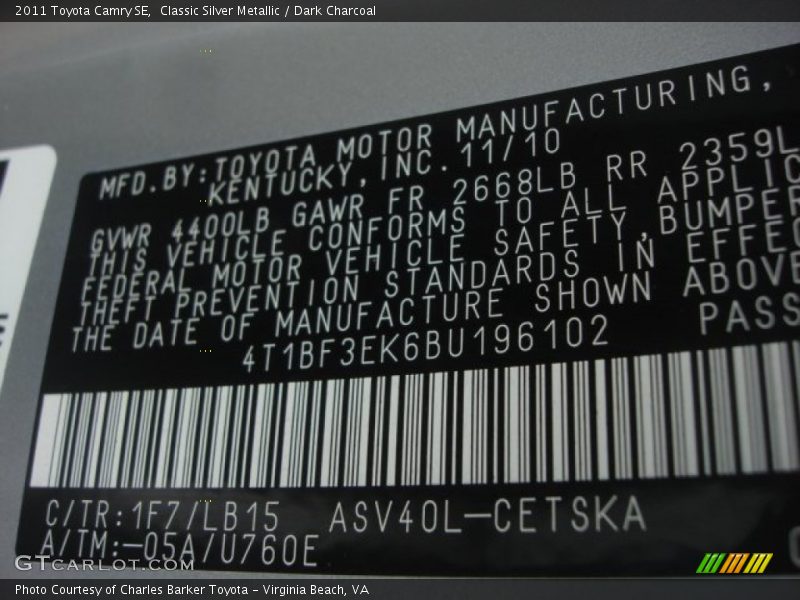 2011 Toyota Camry SE,  Classic Silver Metallic / Dark Charcoal
MFD.BY:TOYOTA MOTOR MANUFACTURING,
KENTUCKY,INC.11/10
GVWR 4400LB GAWR FR 2668LB RR 2359L
THIS VEHICLE CONFORMS TO ALL APPLIC
FEDERAL MOTOR VEHICLE SAFETY,BUMPER
THEFT PREVENTION STANDARDS IN EFFEC
THE DATE OF MANUFACTURE SHOWN ABOVE
4T1BF3EK6BU196102 PASS
C/TR:1F7/LB15 ASV40L-CETSKA
A/TM:-05A/U760E
GTCARLOT.COM
Photo Courtesy of Charles Barker Toyota - Virginia Beach, VA